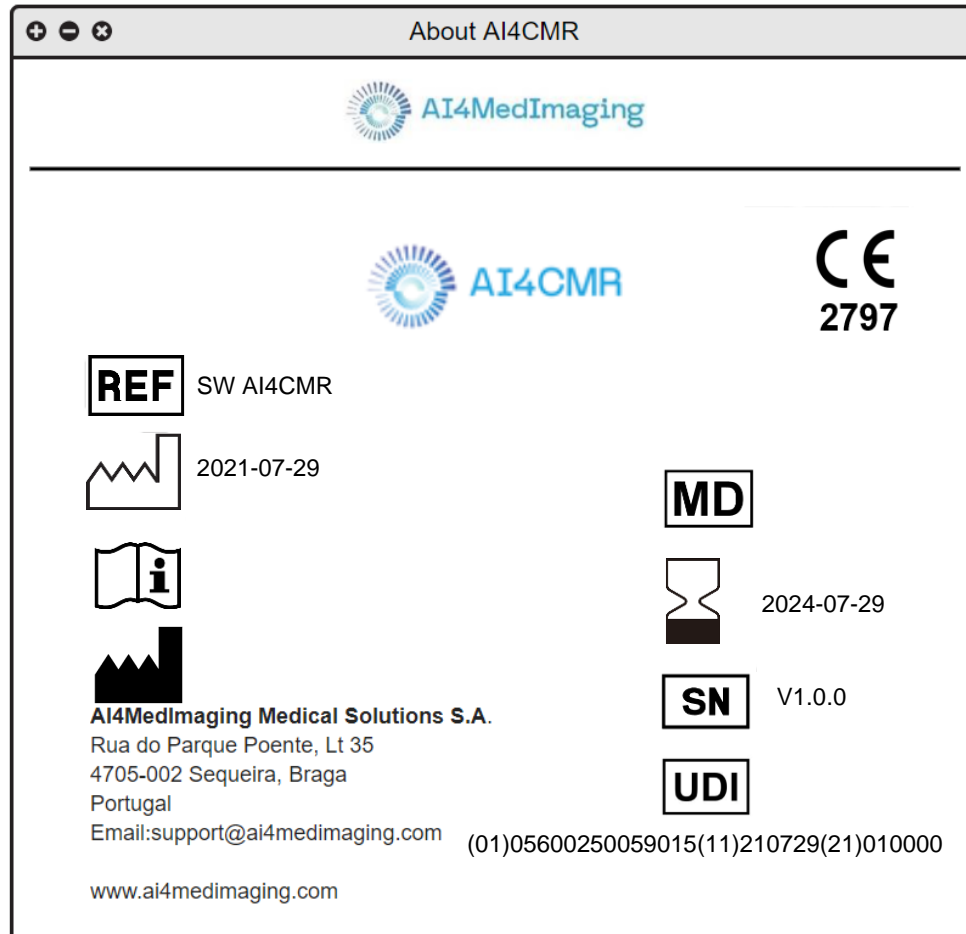 About AI4CMR
AI4MedImaging
AI4CMR
CE
2797
REF SW AI4CMR
2021-07-29
MD
i
2024-07-29
SN V1.0.0
AI4MedImaging Medical Solutions S.A.
Rua do Parque Poente, Lt 35
4705-002 Sequeira, Braga
Portugal
Email:support@ai4medimaging.com
www.ai4medimaging.com
UDI
(01)05600250059015(11)210729(21)010000